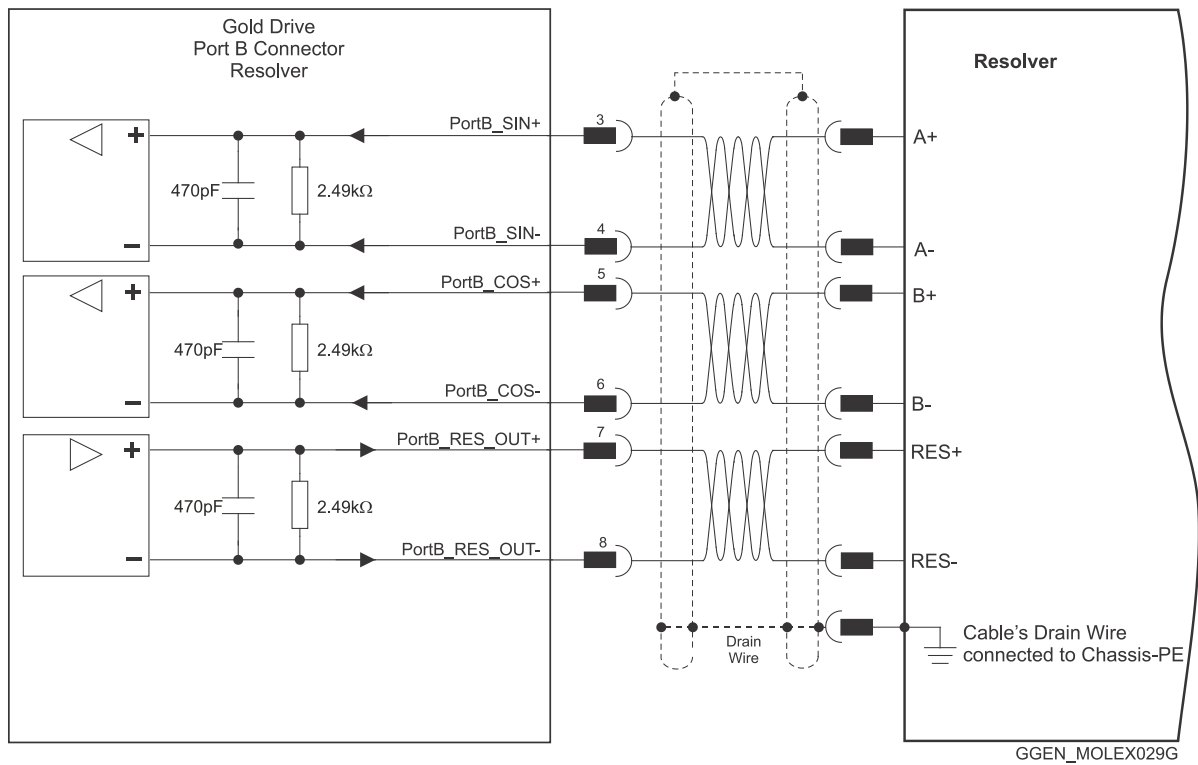 Gold Drive
Port B Connector
Resolver
Resolver
+
PortB_SIN+
3
A+
470pF
2.49kΩ
–
PortB_SIN-
4
A-
+
PortB_COS+
5
B+
470pF
2.49kΩ
–
PortB_COS-
6
B-
+
PortB_RES_OUT+
7
RES+
470pF
2.49kΩ
–
PortB_RES_OUT-
8
RES-
Drain
Wire
Cable's Drain Wire
connected to Chassis-PE
GGEN_MOLEX029G